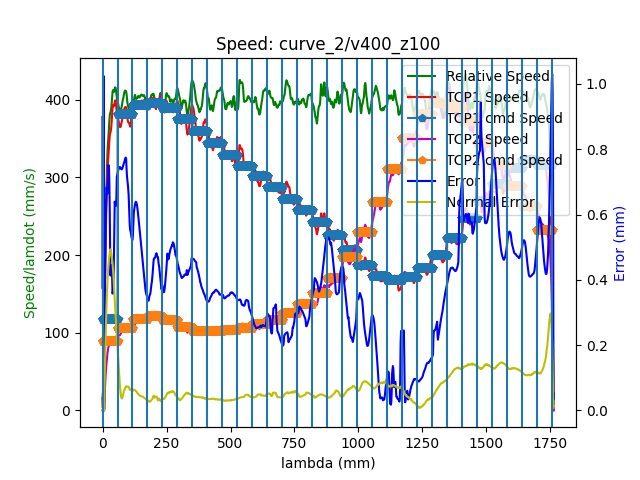 Speed: curve_2/v400_z100
Relative Speed
TCP1 Speed
TCP1 cmd Speed
TCP2 Speed
TCP2 cmd Speed
Error
Normal Error
400
300
200
100
0
Speed/lamdot (mm/s)
1.0
0.8
0.6
0.4
0.2
0.0
Error (mm)
0 250 500 750 1000 1250 1500 1750
lambda (mm)